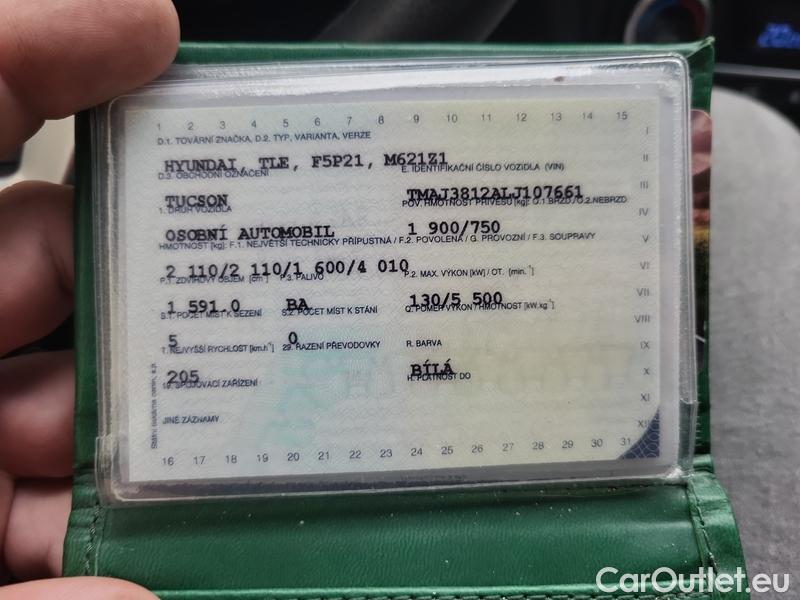 1 2 3 4 5 6 7 8 9 10 11 12 13 14 15
D.1. TOVÁRNÍ ZNAČKA, D.2. TYP, VARIANTA, VERZE
I
HYUNDAI, TLE, F5P21, M621Z1
II
D.3. OBCHODNÍ OZNAČENÍ E. IDENTIFIKAČNÍ ČÍSLO VOZIDLA (VIN)
TUCSON TMAJ3812ALJ107661
III
1. DRUH VOZIDLA POV. HMOTNOST PŘÍVĚSU [kg]: O.1 BRZD./O.2.NEBRZD
IV
OSOBNÍ AUTOMOBIL 1 900/750
HMOTNOST [kg]: F.1. NEJVĚTŠÍ TECHNICKY PŘÍPUSTNÁ / F.2. POVOLENÁ / G. PROVOZNÍ / F.3. SOUPRAVY
V
2 110/2 110/1 600/4 010
VI
P.1. ZDVIHOVÝ OBJEM [cm³] P.3. PALIVO P.2. MAX. VÝKON [kW] / OT. (min.⁻¹)
1 591.0 BA 130/5 500
VII
S.1. POČET MÍST K SEZENÍ S.2. POČET MÍST K STÁNÍ Q. POMĚR VÝKON / HMOTNOST [kW.kg⁻¹]
VIII
5 0
T. NEJVYŠŠÍ RYCHLOST [km.h⁻¹] 29. ŘAZENÍ PŘEVODOVKY R. BARVA
IX
205 BÍLÁ
X
19. SPOJOVACÍ ZAŘÍZENÍ H. PLATNOST DO
XI
JINÉ ZÁZNAMY
XII
16 17 18 19 20 21 22 23 24 25 26 27 28 29 30 31
CarOutlet.eu